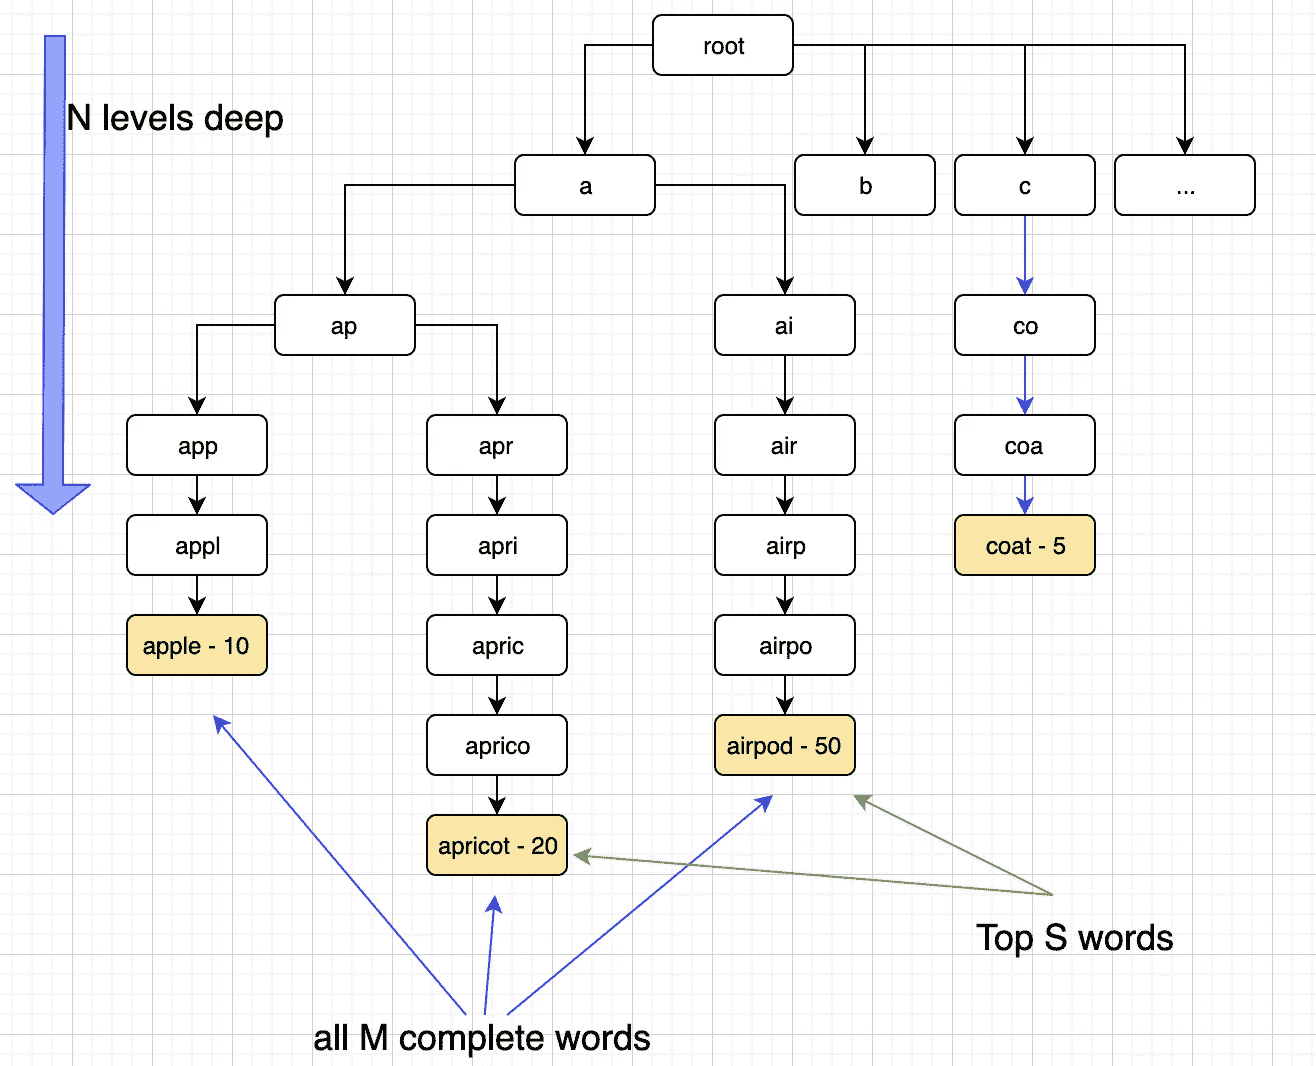 root
N levels deep
a
b
c
...
ap
ai
co
app
apr
air
coa
appl
apri
airp
coat - 5
apple - 10
apric
airpo
aprico
airpod - 50
apricot - 20
Top S words
all M complete words